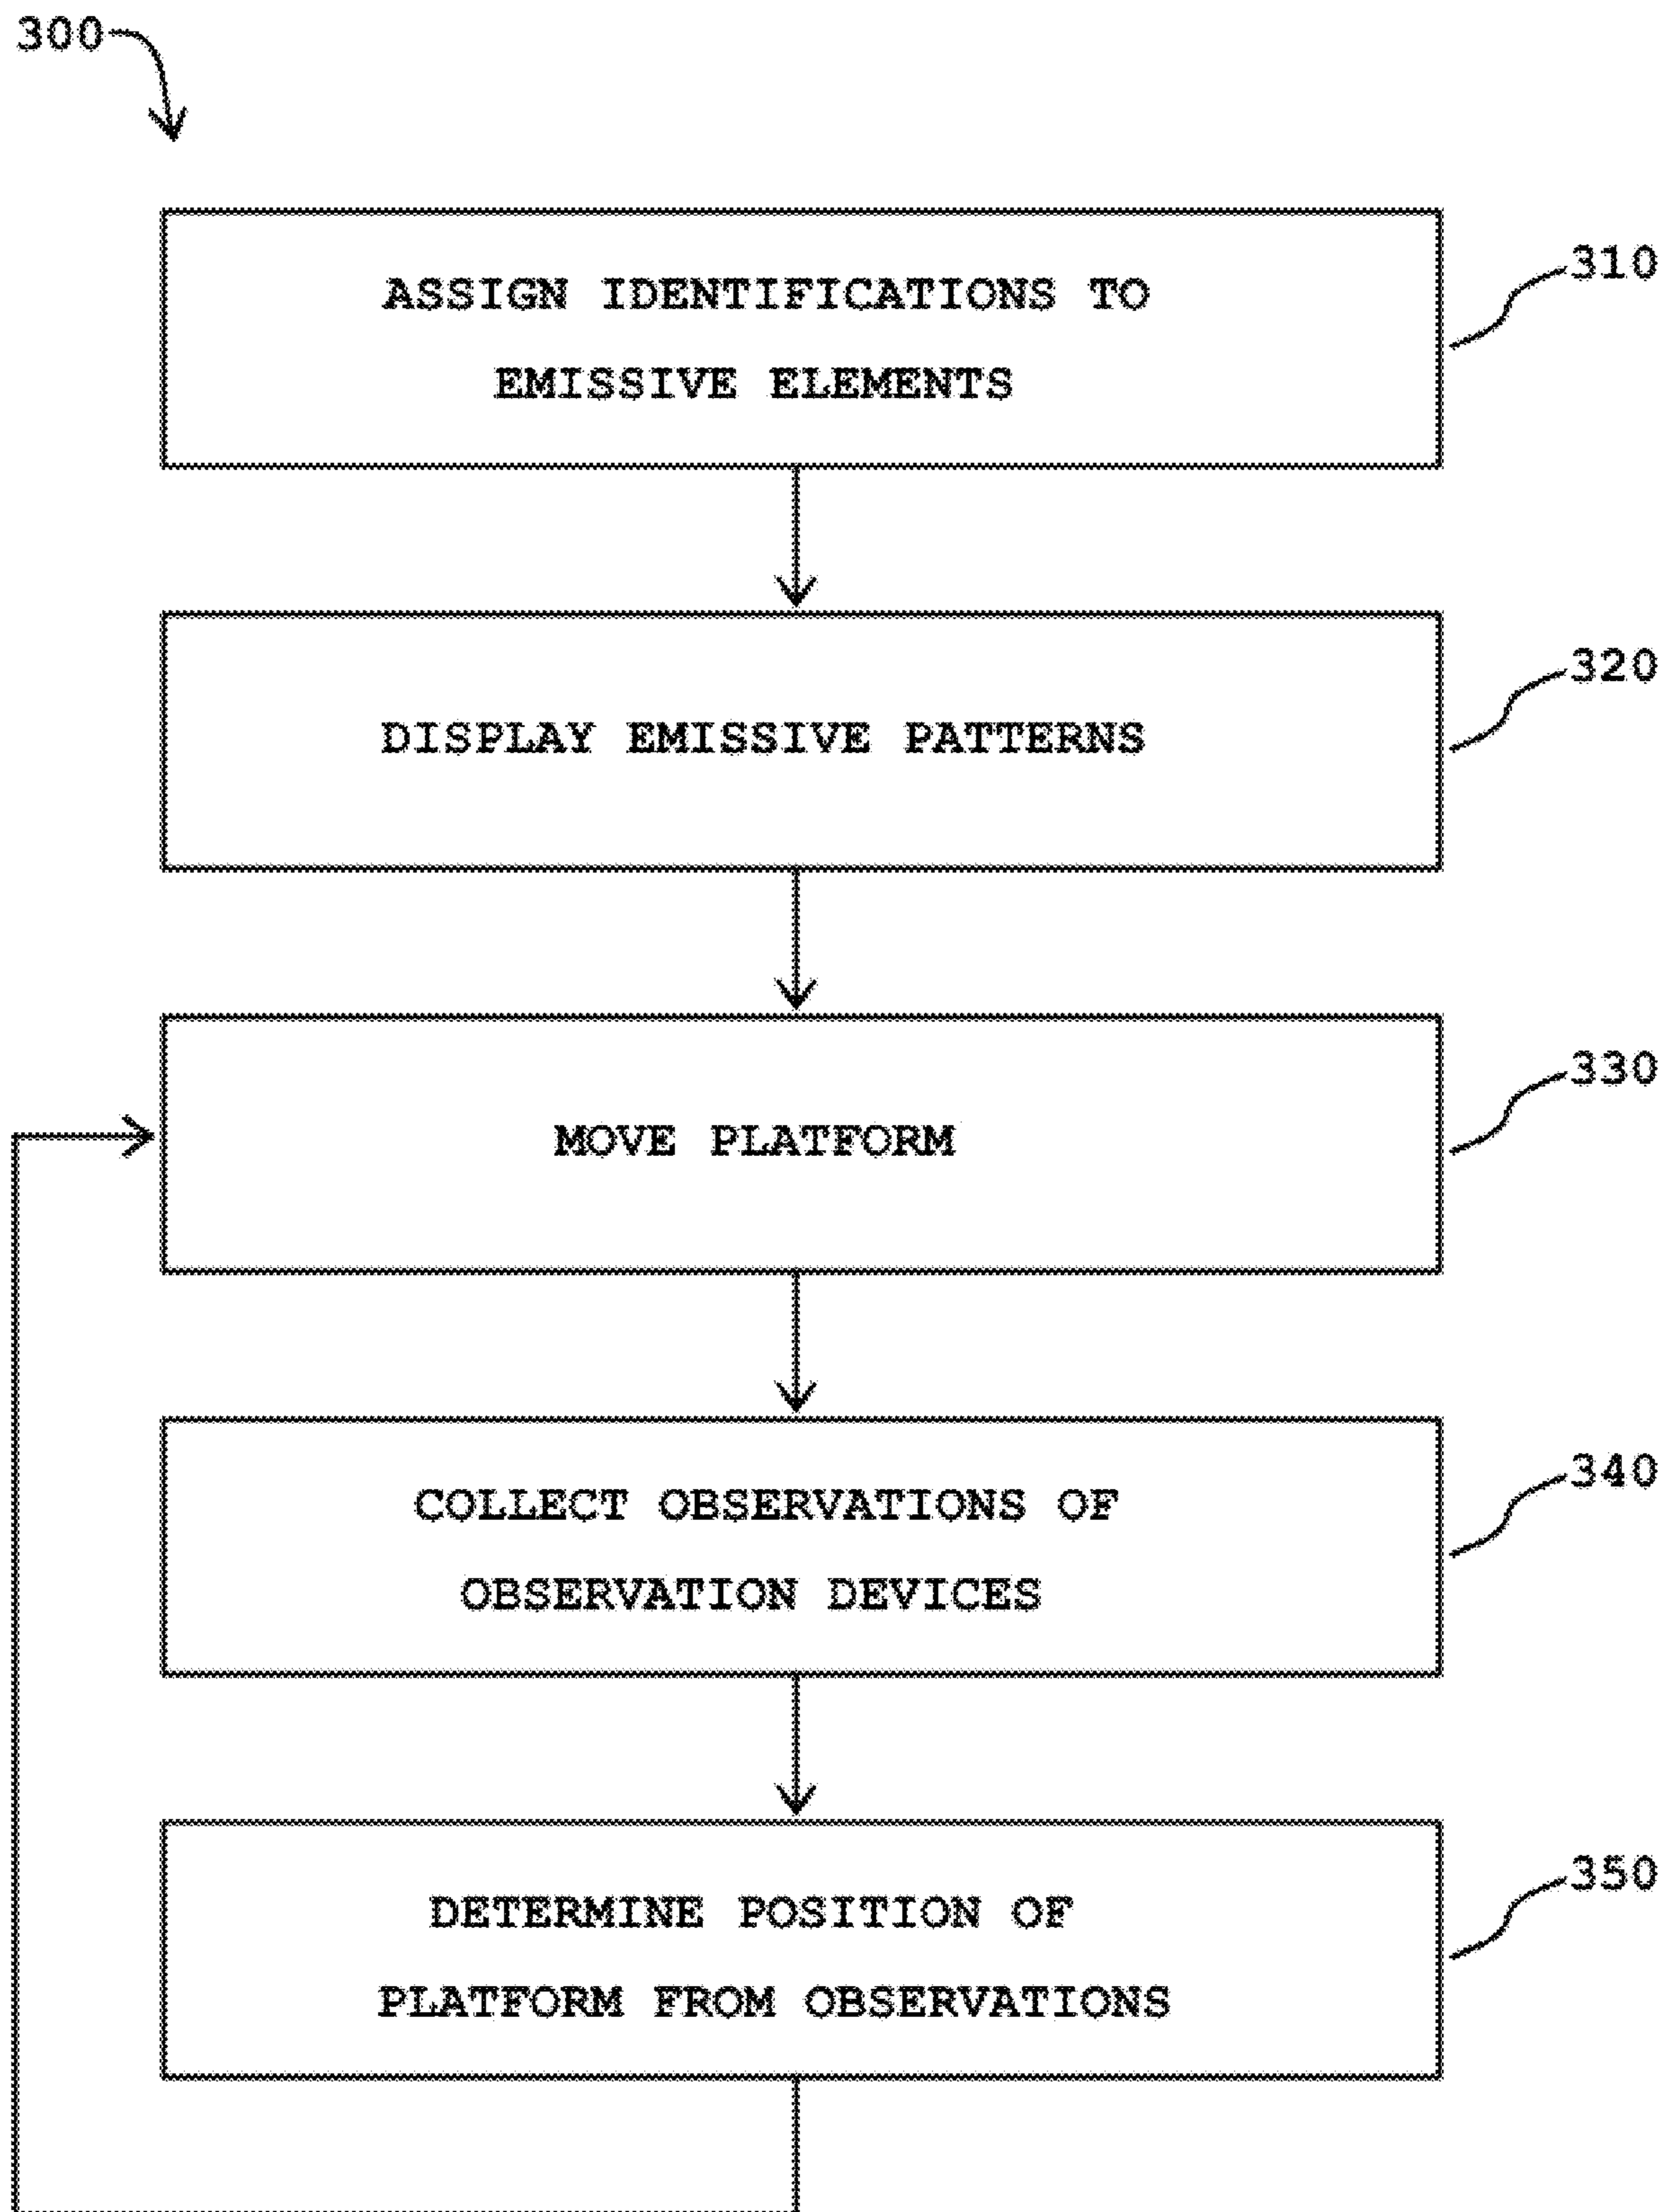 300
310
ASSIGN IDENTIFICATIONS TO
EMISSIVE ELEMENTS
320
DISPLAY EMISSIVE PATTERNS
330
MOVE PLATFORM
340
COLLECT OBSERVATIONS OF
OBSERVATION DEVICES
350
DETERMINE POSITION OF
PLATFORM FROM OBSERVATIONS